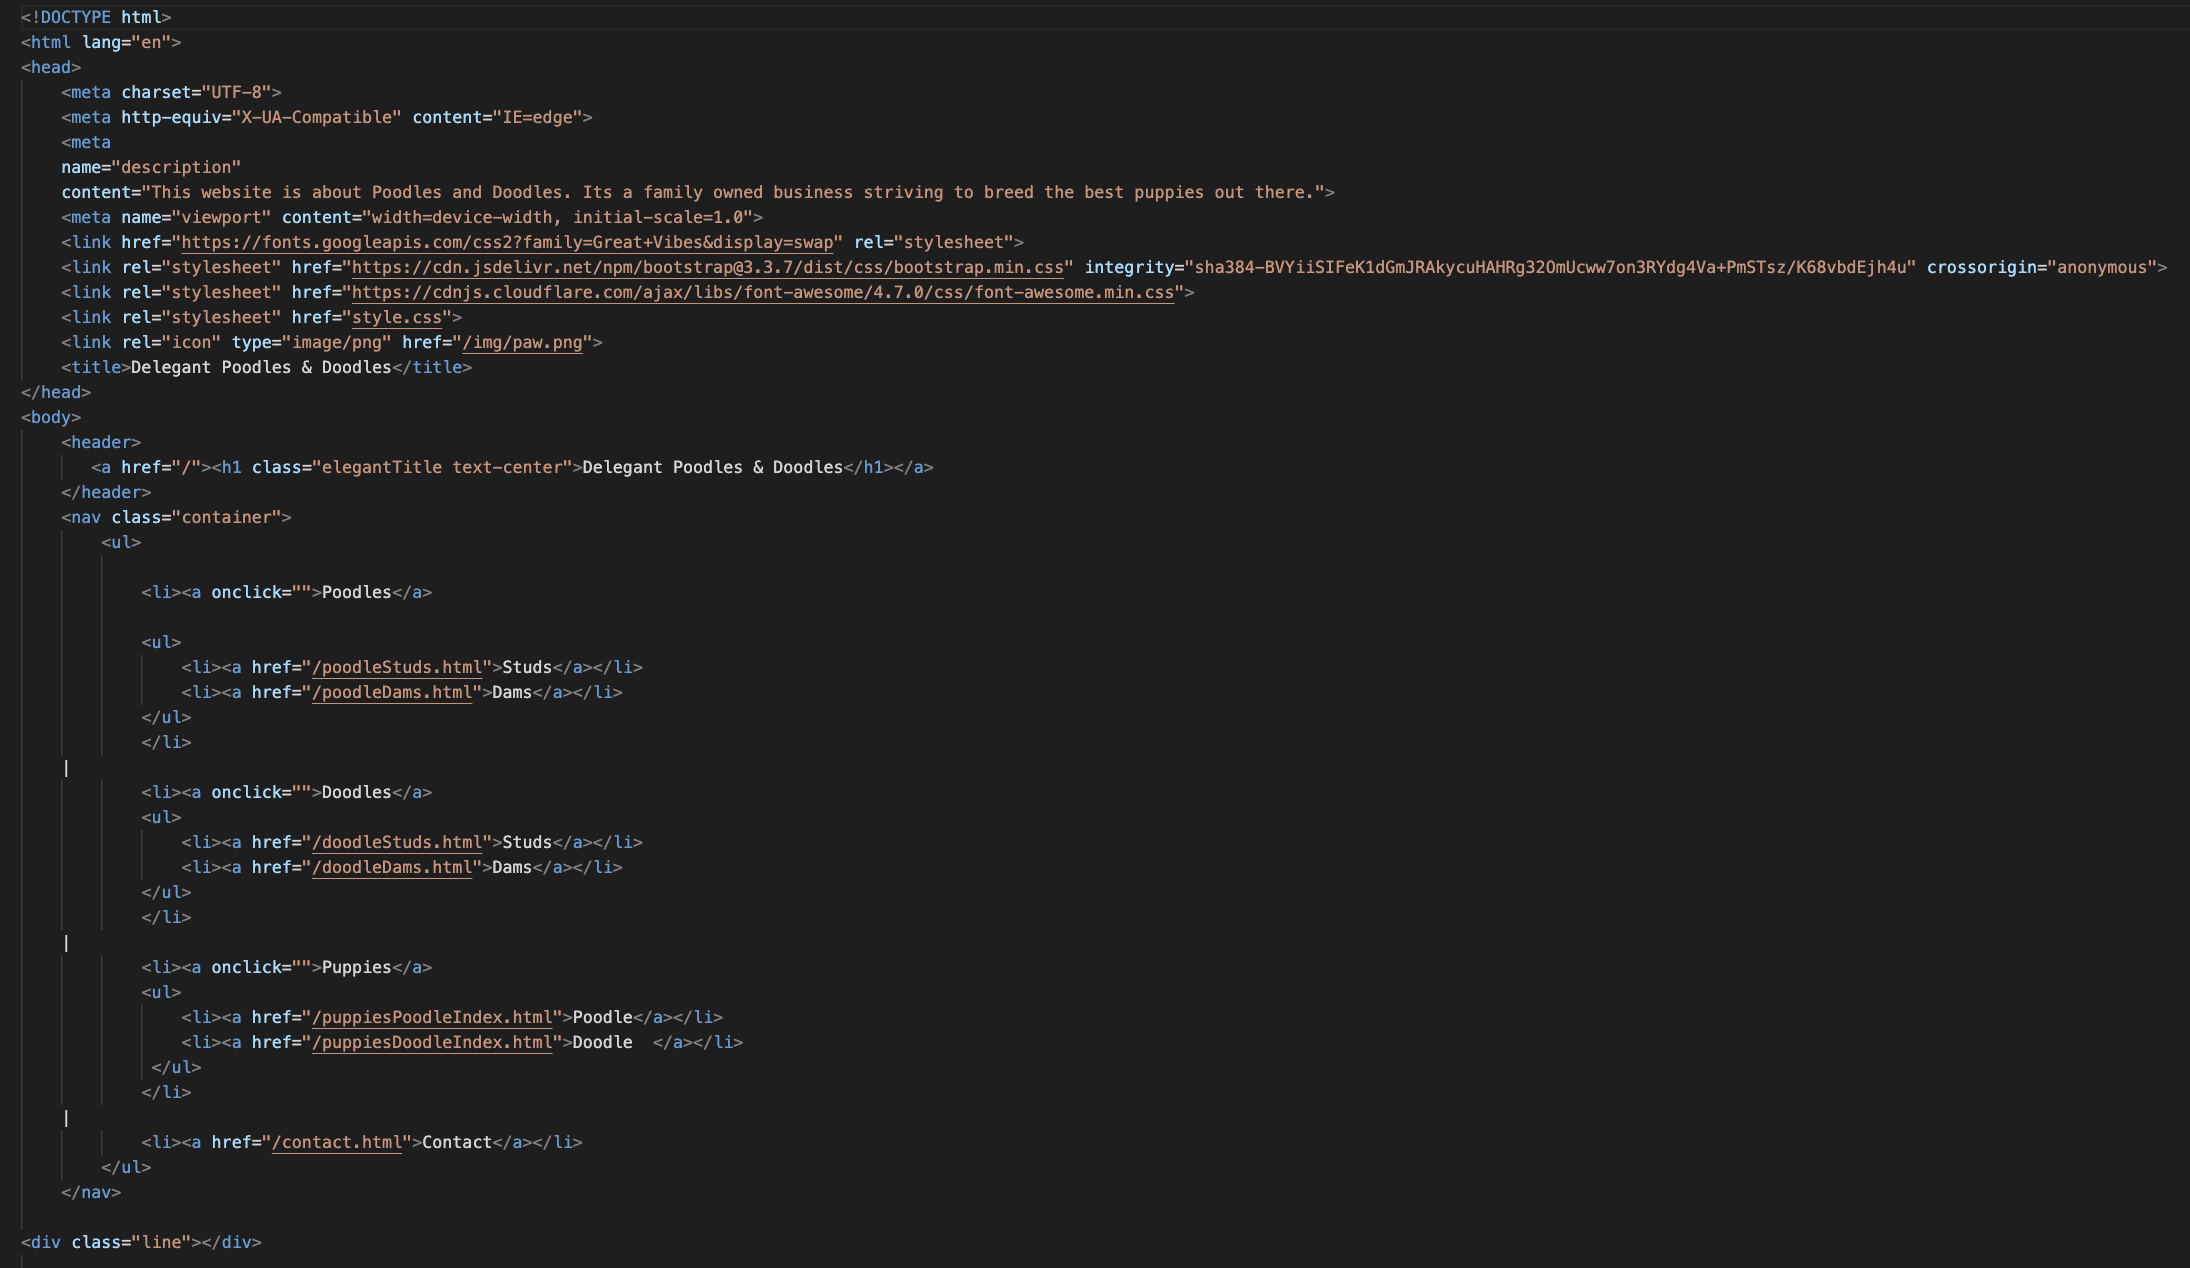 <!DOCTYPE html>
<html lang="en">
<head>
    <meta charset="UTF-8">
    <meta http-equiv="X-UA-Compatible" content="IE=edge">
    <meta
    name="description"
    content="This website is about Poodles and Doodles. Its a family owned business striving to breed the best puppies out there.">
    <meta name="viewport" content="width=device-width, initial-scale=1.0">
    <link href="https://fonts.googleapis.com/css2?family=Great+Vibes&display=swap" rel="stylesheet">
    <link rel="stylesheet" href="https://cdn.jsdelivr.net/npm/bootstrap@3.3.7/dist/css/bootstrap.min.css" integrity="sha384-BVYiiSIFeK1dGmJRAkycuHAHRg32OmUcww7on3RYdg4Va+PmSTsz/K68vbdEjh4u" crossorigin="anonymous">
    <link rel="stylesheet" href="https://cdnjs.cloudflare.com/ajax/libs/font-awesome/4.7.0/css/font-awesome.min.css">
    <link rel="stylesheet" href="style.css">
    <link rel="icon" type="image/png" href="/img/paw.png">
    <title>Delegant Poodles & Doodles</title>
</head>
<body>
    <header>
       <a href="/"><h1 class="elegantTitle text-center">Delegant Poodles & Doodles</h1></a>
    </header>
    <nav class="container">
        <ul>
            <li><a onclick="">Poodles</a>
            <ul>
                <li><a href="/poodleStuds.html">Studs</a></li>
                <li><a href="/poodleDams.html">Dams</a></li>
            </ul>
            </li>
    |
            <li><a onclick="">Doodles</a>
            <ul>
                <li><a href="/doodleStuds.html">Studs</a></li>
                <li><a href="/doodleDams.html">Dams</a></li>
            </ul>
            </li>
    |
            <li><a onclick="">Puppies</a>
            <ul>
                <li><a href="/puppiesPoodleIndex.html">Poodle</a></li>
                <li><a href="/puppiesDoodleIndex.html">Doodle  </a></li>
             </ul>
            </li>
    |
            <li><a href="/contact.html">Contact</a></li>
        </ul>
    </nav>
<div class="line"></div>